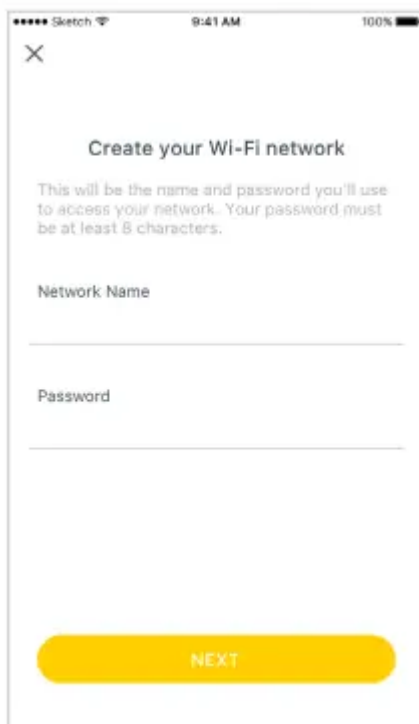 Sketch 9:41 AM 100%
Create your Wi-Fi network
This will be the name and password you'll use
to access your network. Your password must
be at least 8 characters.
Network Name
Password
NEXT